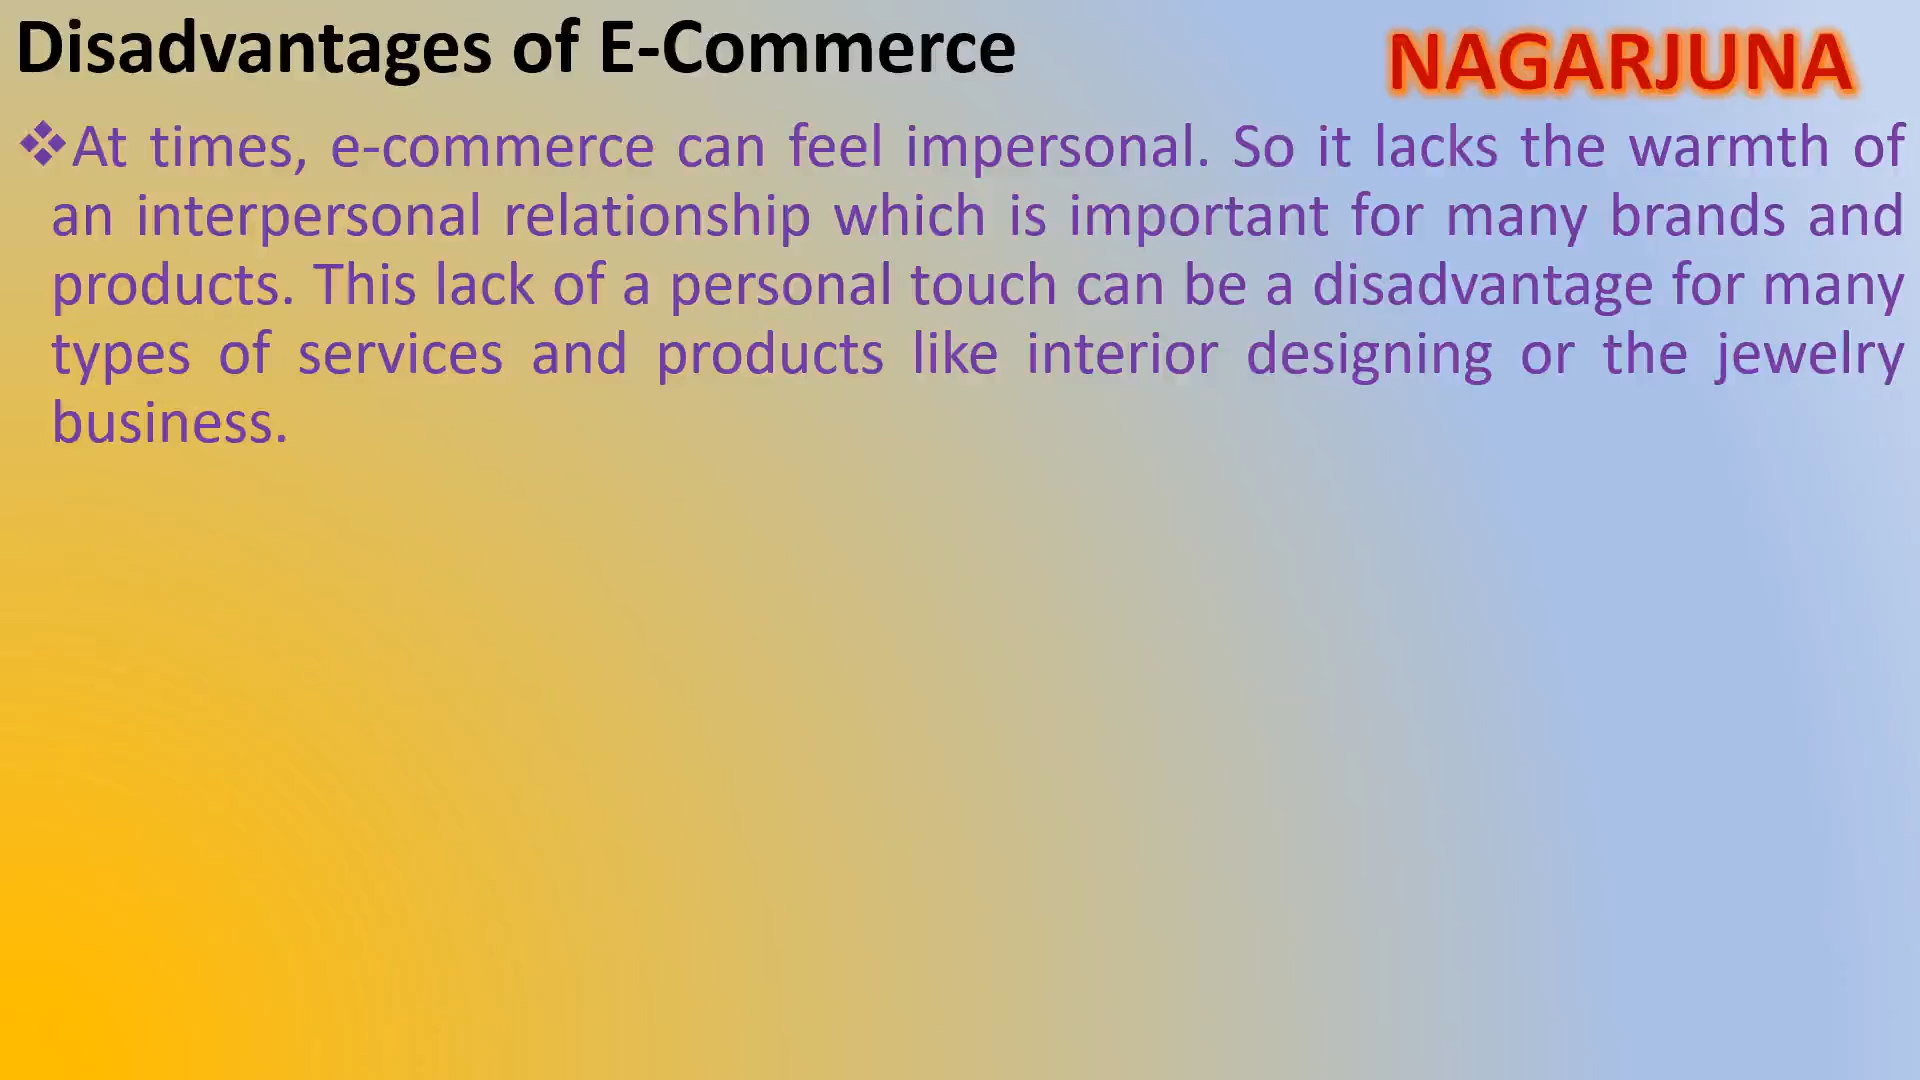 Disadvantages of E-Commerce
NAGARJUNA
❖At times, e-commerce can feel impersonal. So it lacks the warmth of
an interpersonal relationship which is important for many brands and
products. This lack of a personal touch can be a disadvantage for many
types of services and products like interior designing or the jewelry
business.